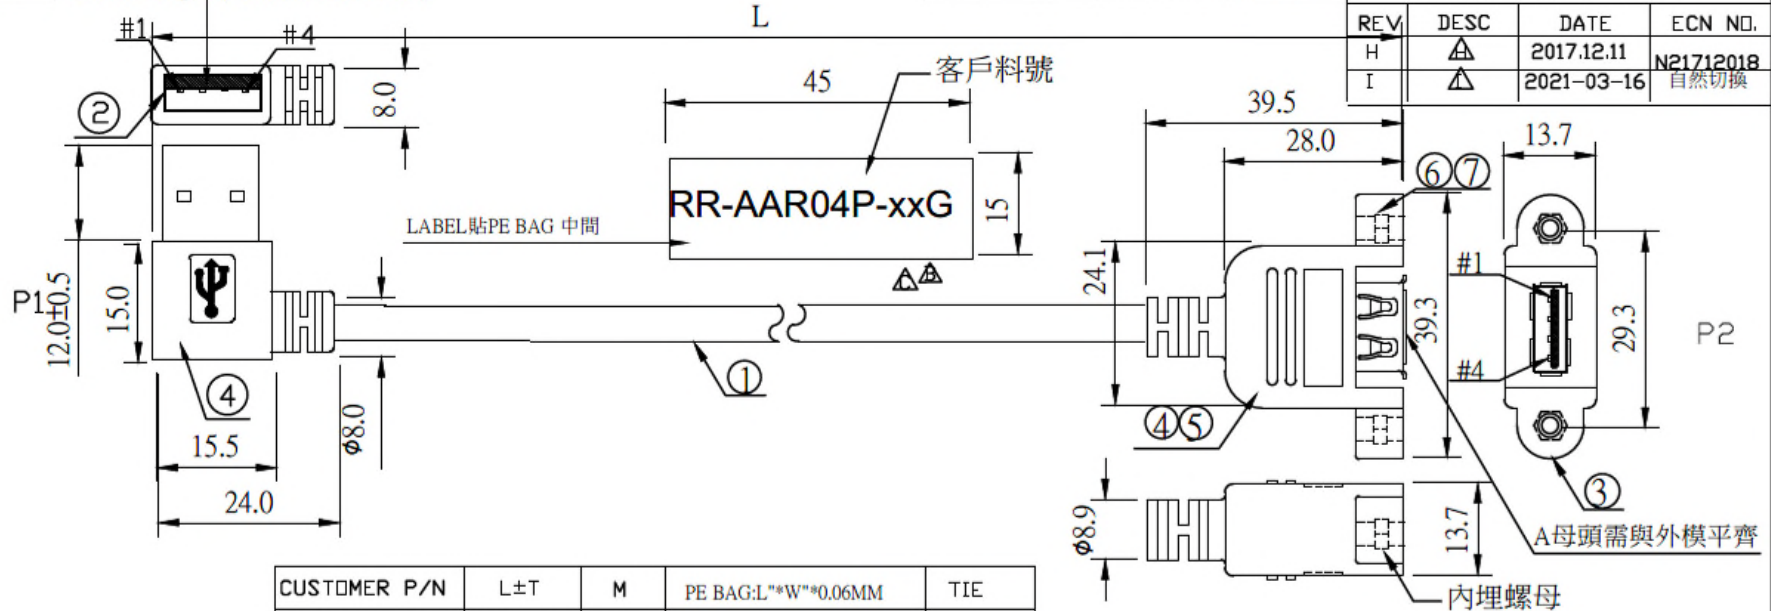 L
REV DESC DATE ECN NO.
H H 2017.12.11 N21712018
I I 2021-03-16 自然切換
#1 #4
8.0
②
45
客戶料號
RR-AAR04P-xxG
15
LABEL貼PE BAG 中間
C B
39.5
28.0
13.7
⑥⑦
P1
12.0±0.5
15.0
④
15.5
24.0
ϕ8.0
①
24.1
39.3
④⑤
#1
#4
29.3
P2
③
ϕ8.9
13.7
A母頭需與外模平齊
內埋螺母
CUSTOMER P/N L±T M PE BAG:L"*W"*0.06MM TIE